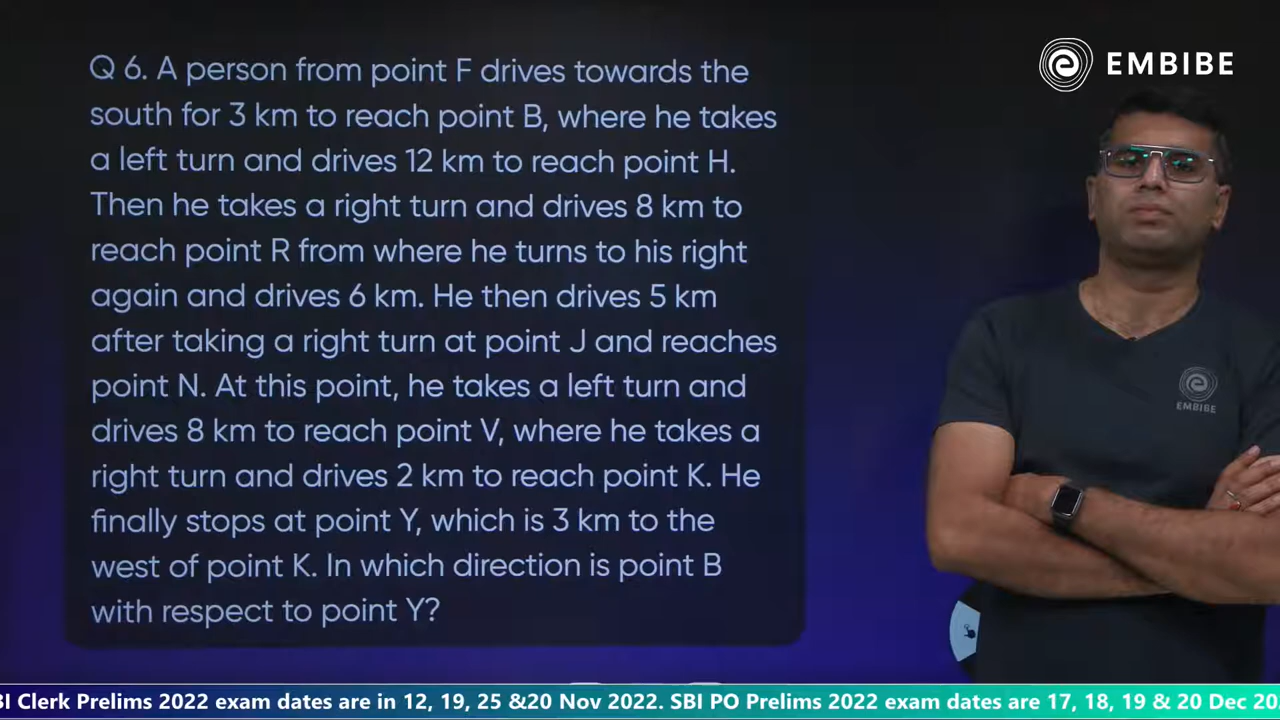 Q 6. A person from point F drives towards the
south for 3 km to reach point B, where he takes
a left turn and drives 12 km to reach point H.
Then he takes a right turn and drives 8 km to
reach point R from where he turns to his right
again and drives 6 km. He then drives 5 km
after taking a right turn at point J and reaches
point N. At this point, he takes a left turn and
drives 8 km to reach point V, where he takes a
right turn and drives 2 km to reach point K. He
finally stops at point Y, which is 3 km to the
west of point K. In which direction is point B
with respect to point Y?
EMBIBE
EMBIBE
BI Clerk Prelims 2022 exam dates are in 12, 19, 25 &20 Nov 2022. SBI PO Prelims 2022 exam dates are 17, 18, 19 & 20 Dec 20